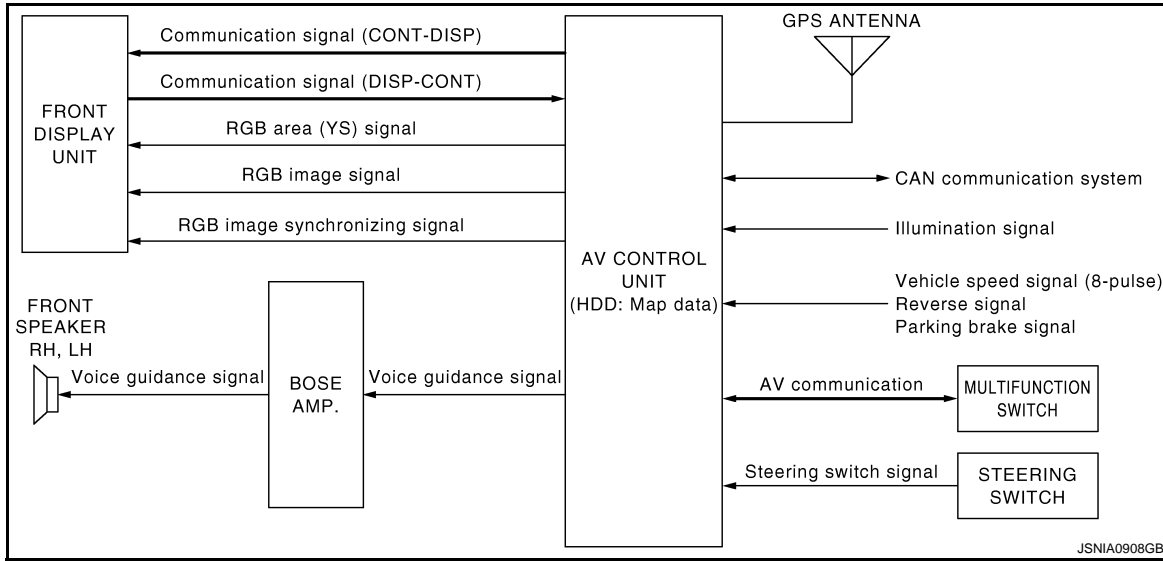 GPS ANTENNA
Communication signal (CONT-DISP)
Communication signal (DISP-CONT)
FRONT
DISPLAY
UNIT
RGB area (YS) signal
RGB image signal
RGB image synchronizing signal
CAN communication system
Illumination signal
AV CONTROL
UNIT
(HDD: Map data)
Vehicle speed signal (8-pulse)
Reverse signal
Parking brake signal
FRONT
SPEAKER
RH, LH
Voice guidance signal
BOSE
AMP.
Voice guidance signal
AV communication
MULTIFUNCTION
SWITCH
Steering switch signal
STEERING
SWITCH
JSNIA0908GB